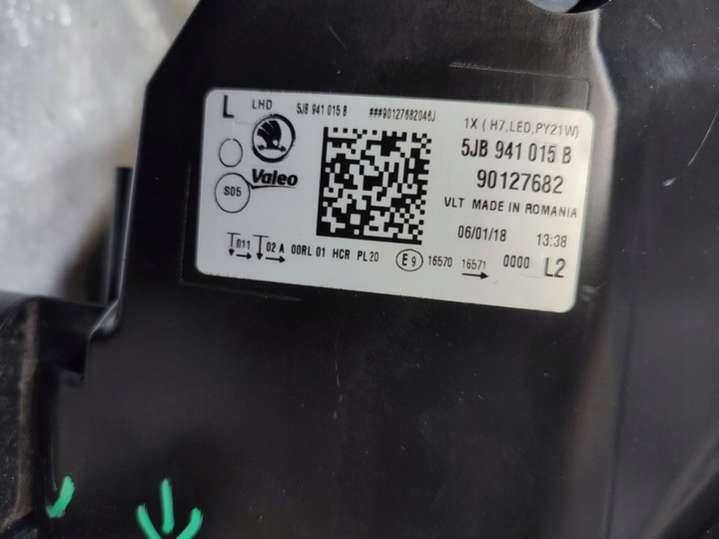 L LHD 5JB 941 015 B ###90127682046J
1X ( H7,LED,PY21W)
5JB 941 015 B
Valeo
90127682
S05
VLT MADE IN ROMANIA
06/01/18 13:38
011 02 A 00RL 01 HCR PL20 E9 16570 16571 0000 L2